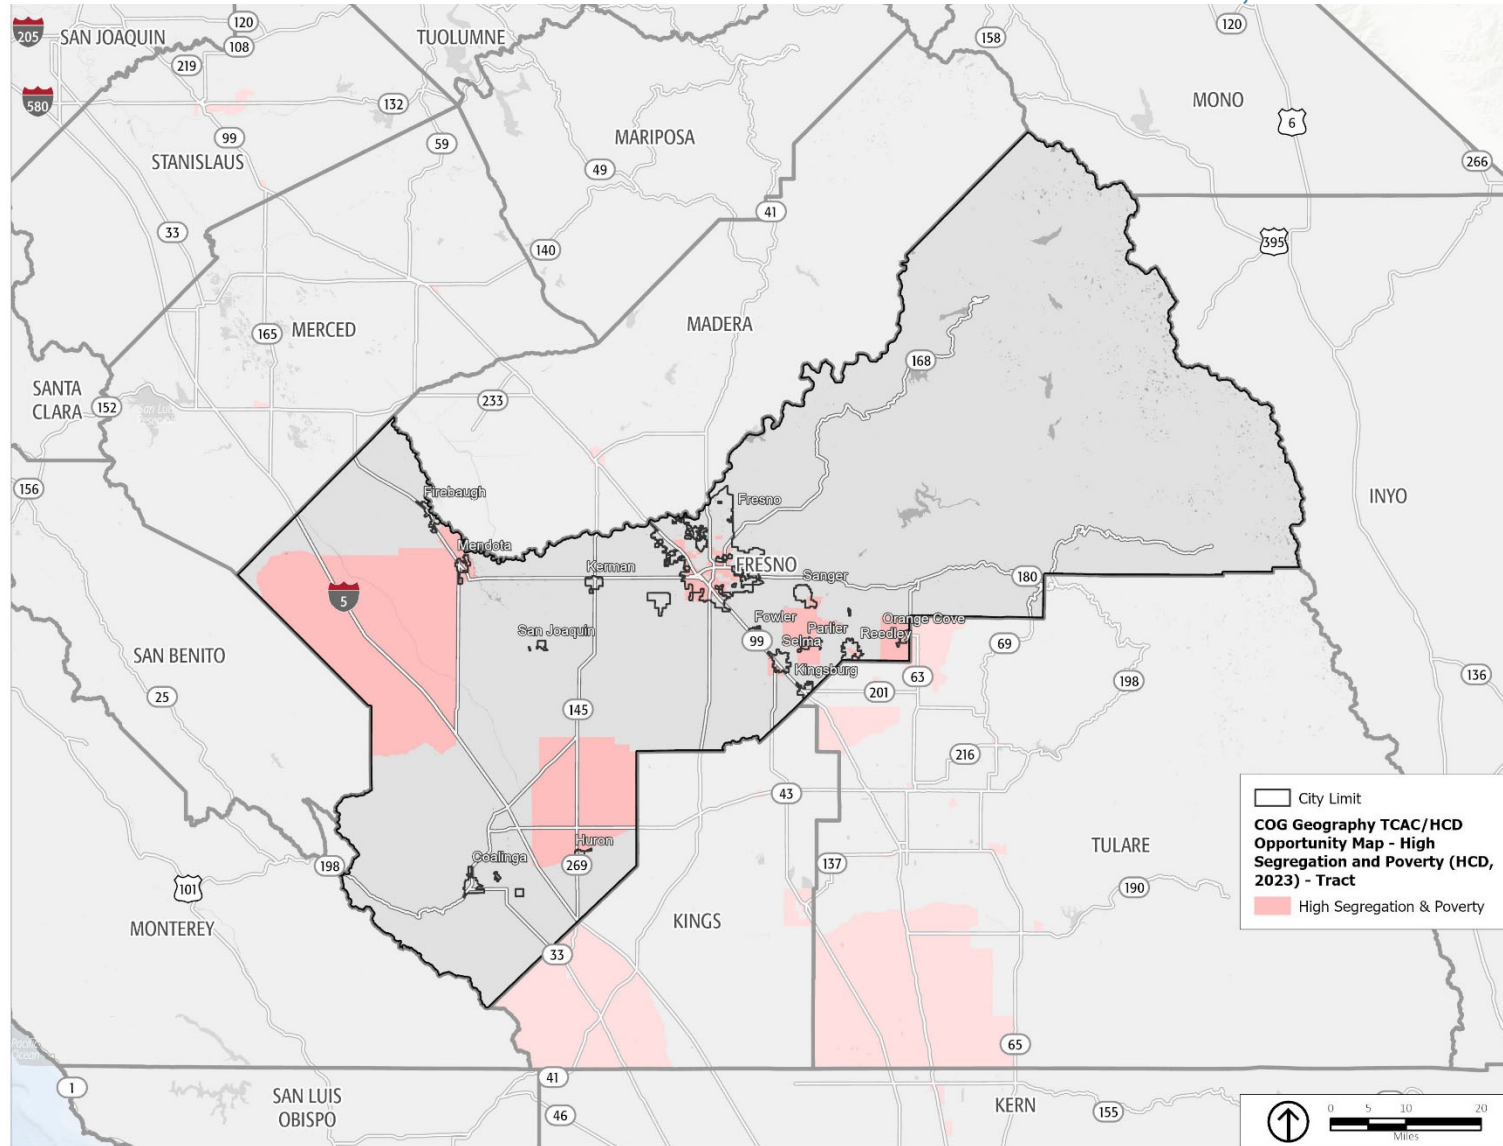 120
205
SAN JOAQUIN
108
TUOLUMNE
158
120
219
MONO
580
132
6
99
MARIPOSA
59
STANISLAUS
49
266
41
33
395
140
165
MERCED
MADERA
168
SANTA
CLARA
152
233
156
Firebaugh
Fresno
INYO
Mendota
Kerman
FRESNO
Sanger
180
5
Fowler
Orange Cove
San Joaquin
99
Selma
Parlier
Reedley
69
SAN BENITO
Kingsburg
63
198
25
201
136
145
216
43
City Limit
COG Geography TCAC/HCD
Opportunity Map - High
Segregation and Poverty (HCD,
2023) - Tract
High Segregation & Poverty
Huron
TULARE
Coalinga
198
269
137
101
190
MONTEREY
KINGS
33
65
Pacific
Ocean
41
1
SAN LUIS
OBISPO
46
KERN
155
0 5 10 20
Miles